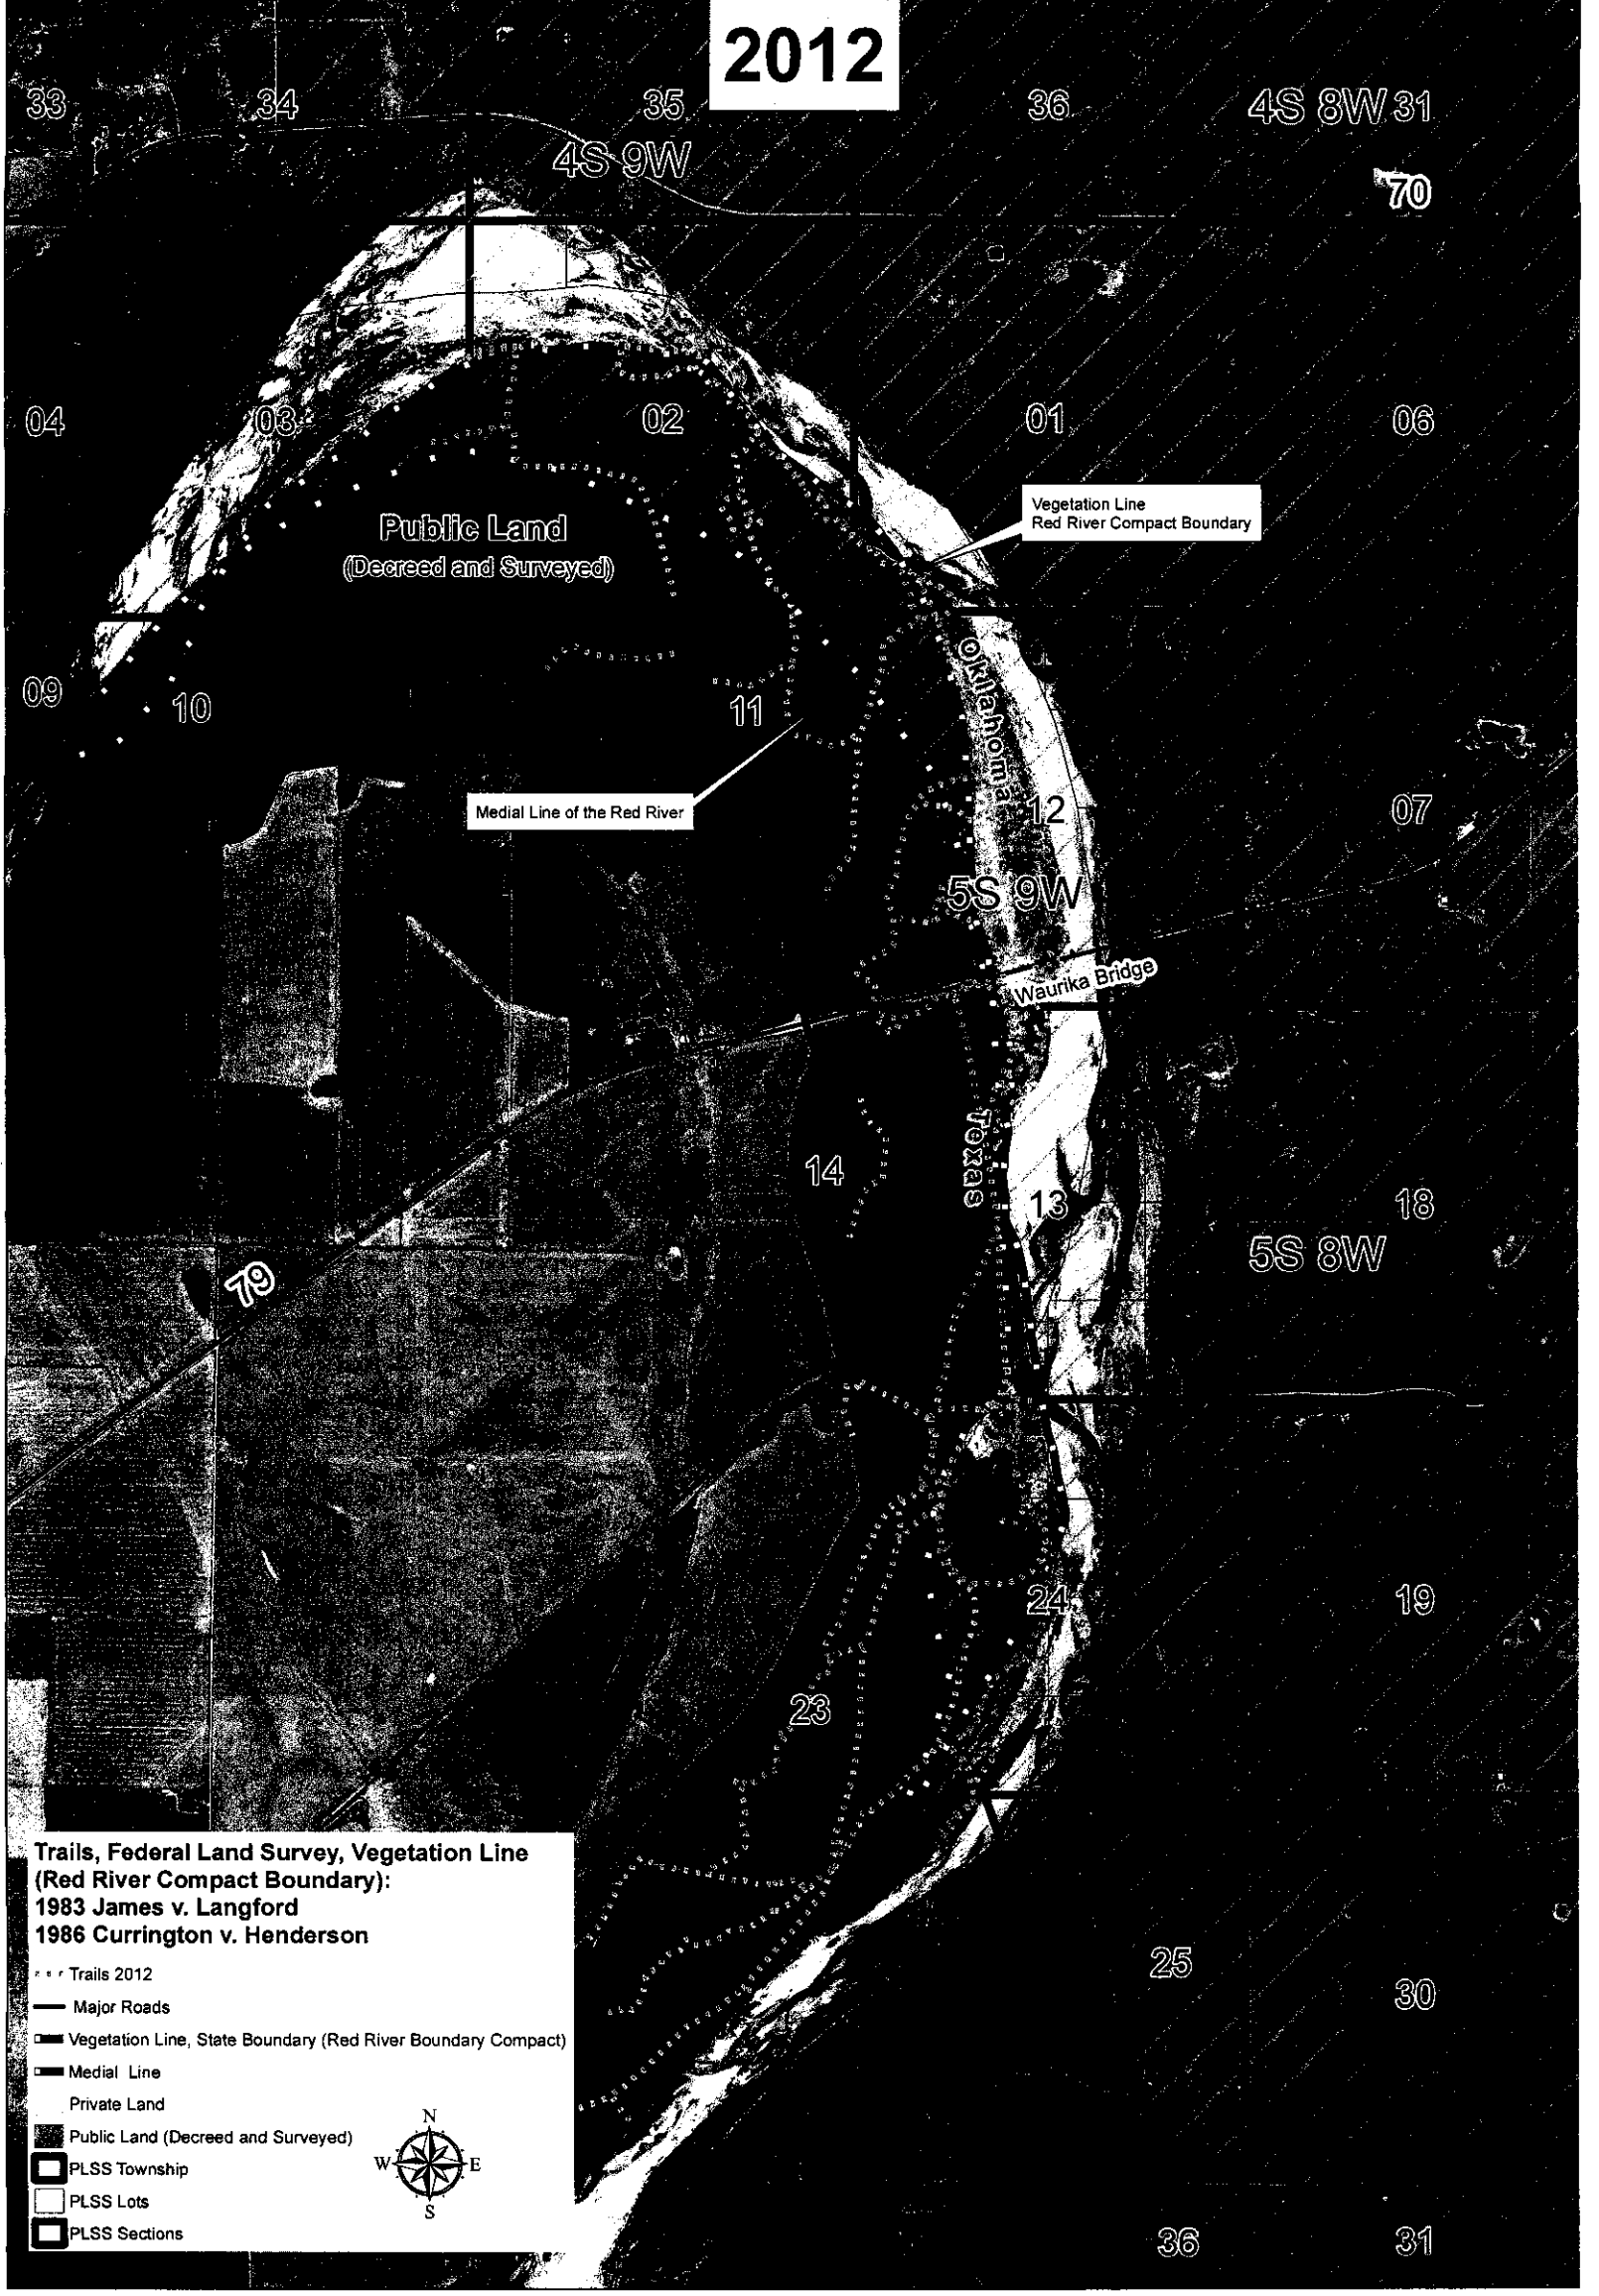 2012
33
34
35
36
4S 8W 31
4S 9W
70
04
03
02
01
06
Vegetation Line
Red River Compact Boundary
Public Land
(Decreed and Surveyed)
Oklahoma
09
10
11
Medial Line of the Red River
12
07
5S 9W
Waurika Bridge
Texas
14
13
18
5S 8W
79
24
19
23
Trails, Federal Land Survey, Vegetation Line
(Red River Compact Boundary):
1983 James v. Langford
1986 Currington v. Henderson
Trails 2012
Major Roads
Vegetation Line, State Boundary (Red River Boundary Compact)
Medial Line
Private Land
Public Land (Decreed and Surveyed)
PLSS Township
PLSS Lots
PLSS Sections
N
W
E
S
25
30
36
31